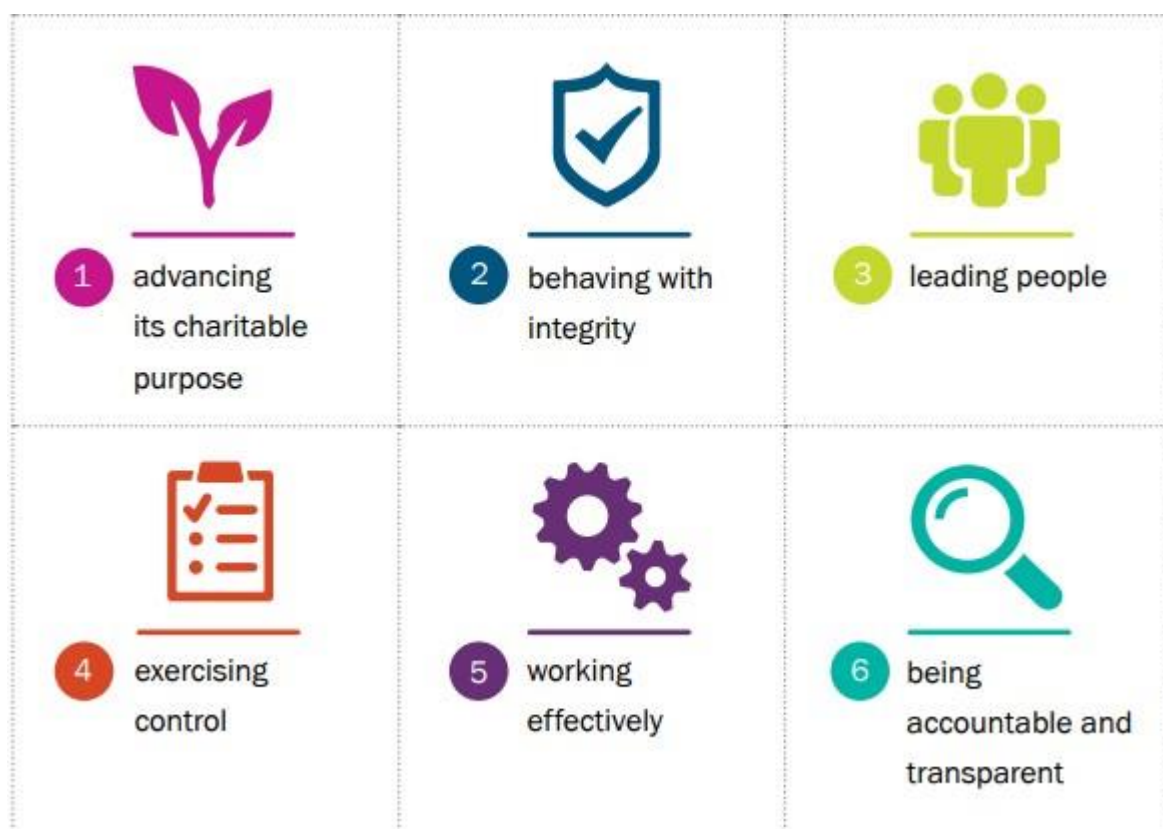 1 advancing
its charitable
purpose
2 behaving with
integrity
3 leading people
4 exercising
control
5 working
effectively
6 being
accountable and
transparent